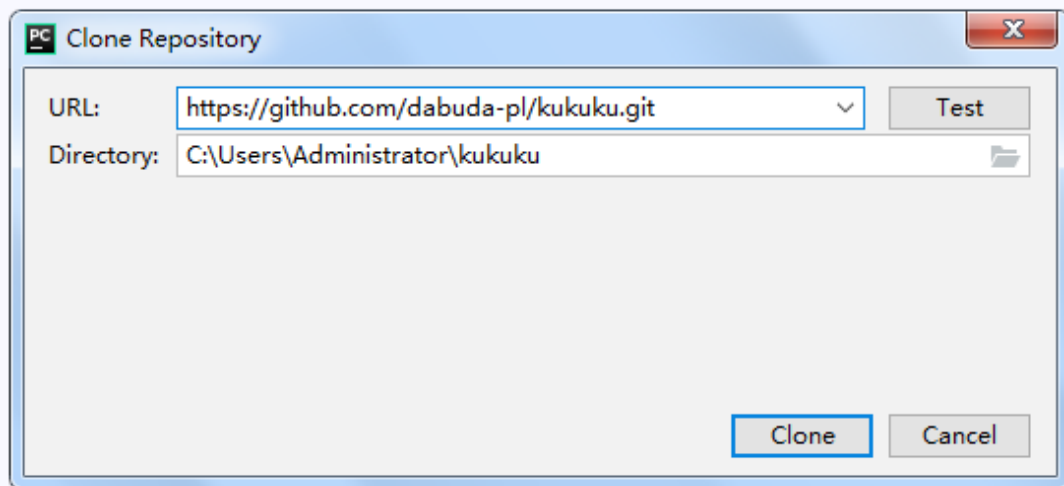 PC Clone Repository
URL: https://github.com/dabuda-pl/kukuku.git Test
Directory: C:\Users\Administrator\kukuku
Clone Cancel